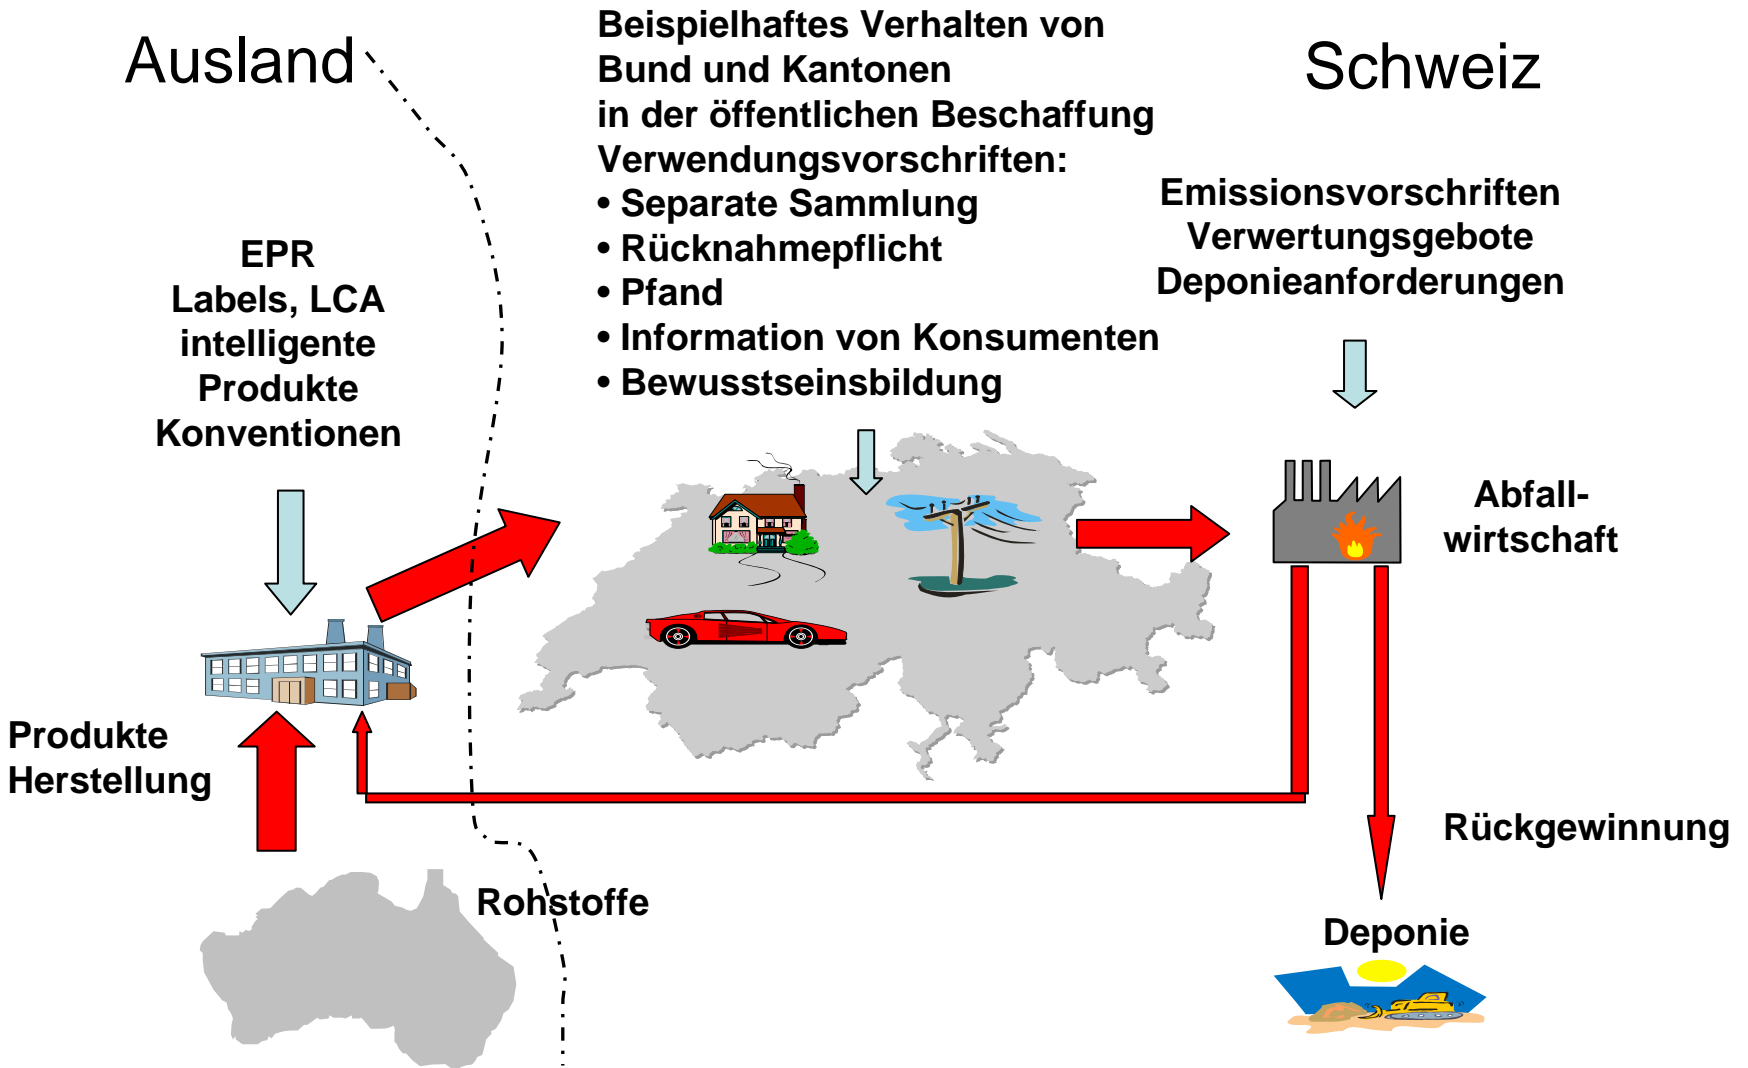 Ausland
Beispielhaftes Verhalten von
Bund und Kantonen
in der öffentlichen Beschaffung
Verwendungsvorschriften:
• Separate Sammlung
• Rücknahmepflicht
• Pfand
• Information von Konsumenten
• Bewusstseinsbildung
Schweiz
Emissionsvorschriften
Verwertungsgebote
Deponieanforderungen
EPR
Labels, LCA
intelligente
Produkte
Konventionen
Abfall-
wirtschaft
Produkte
Herstellung
Rückgewinnung
Rohstoffe
Deponie